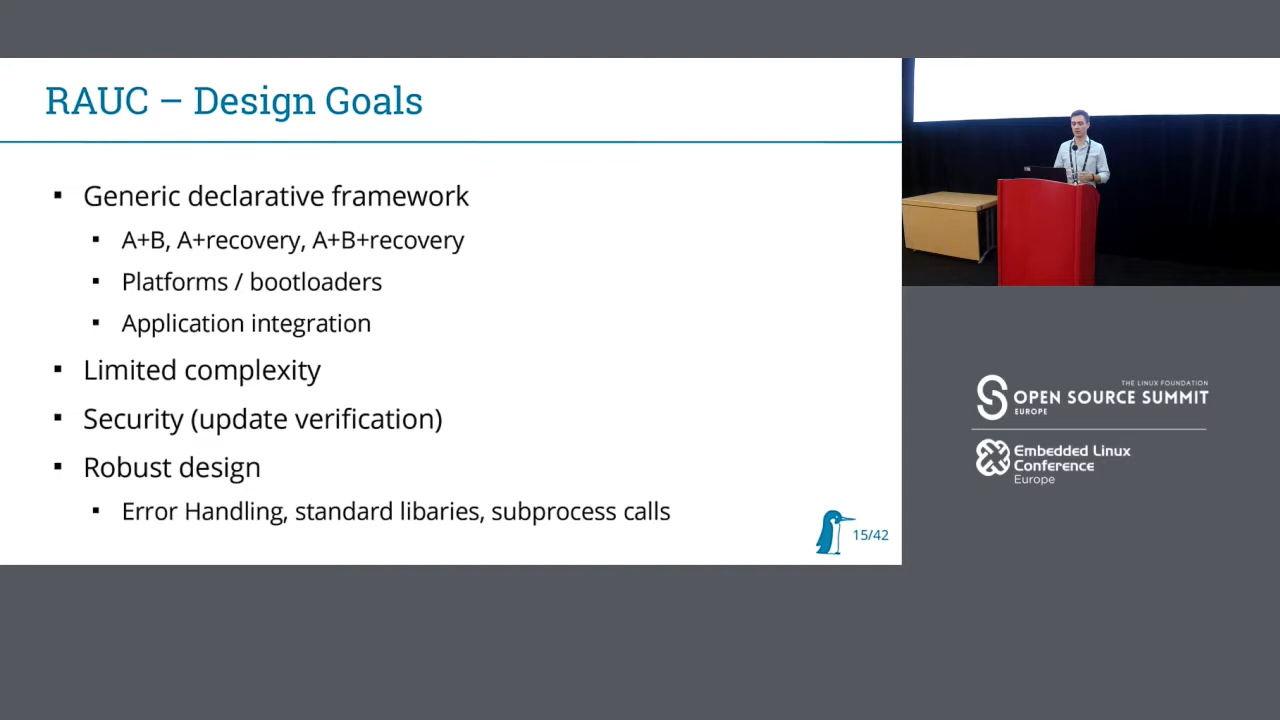 RAUC – Design Goals
▪ Generic declarative framework
▪ A+B, A+recovery, A+B+recovery
▪ Platforms / bootloaders
▪ Application integration
▪ Limited complexity
▪ Security (update verification)
▪ Robust design
▪ Error Handling, standard libaries, subprocess calls
15/42
THE LINUX FOUNDATION
OPEN SOURCE SUMMIT
EUROPE
Embedded Linux
Conference
Europe